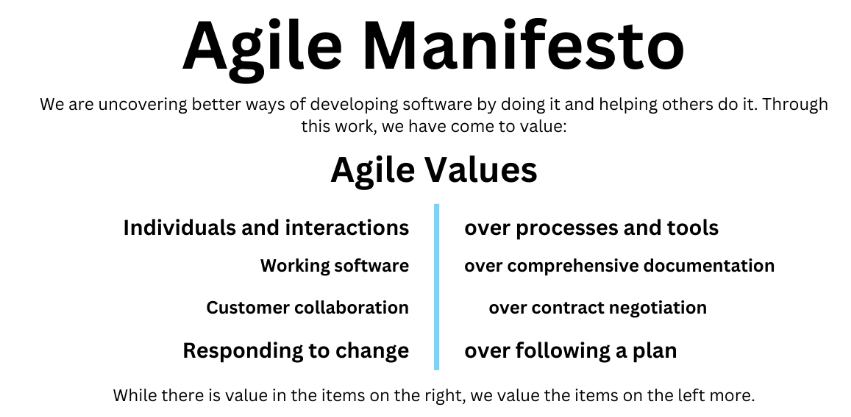 Agile Manifesto
We are uncovering better ways of developing software by doing it and helping others do it. Through
this work, we have come to value:
Agile Values
Individuals and interactions over processes and tools
Working software over comprehensive documentation
Customer collaboration over contract negotiation
Responding to change over following a plan
While there is value in the items on the right, we value the items on the left more.